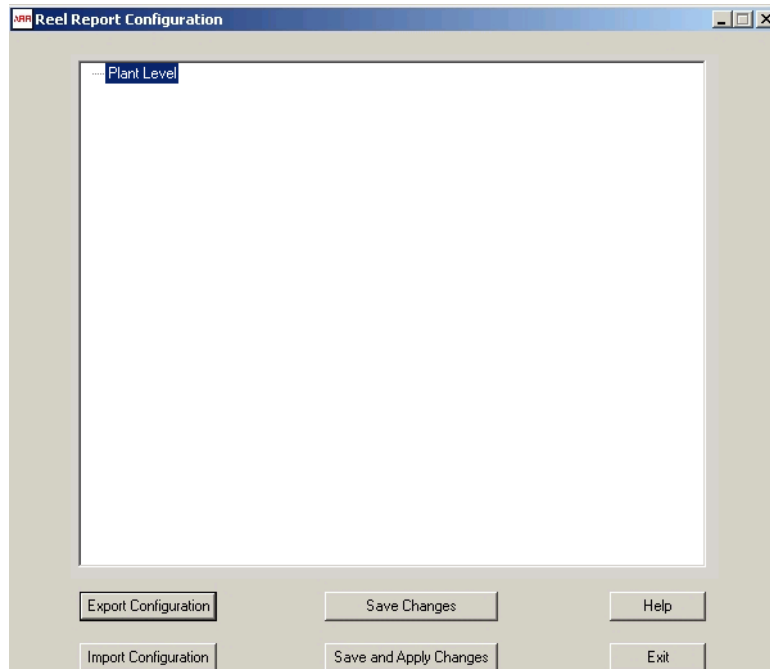 Reel Report Configuration
Plant Level
Export Configuration
Save Changes
Help
Import Configuration
Save and Apply Changes
Exit